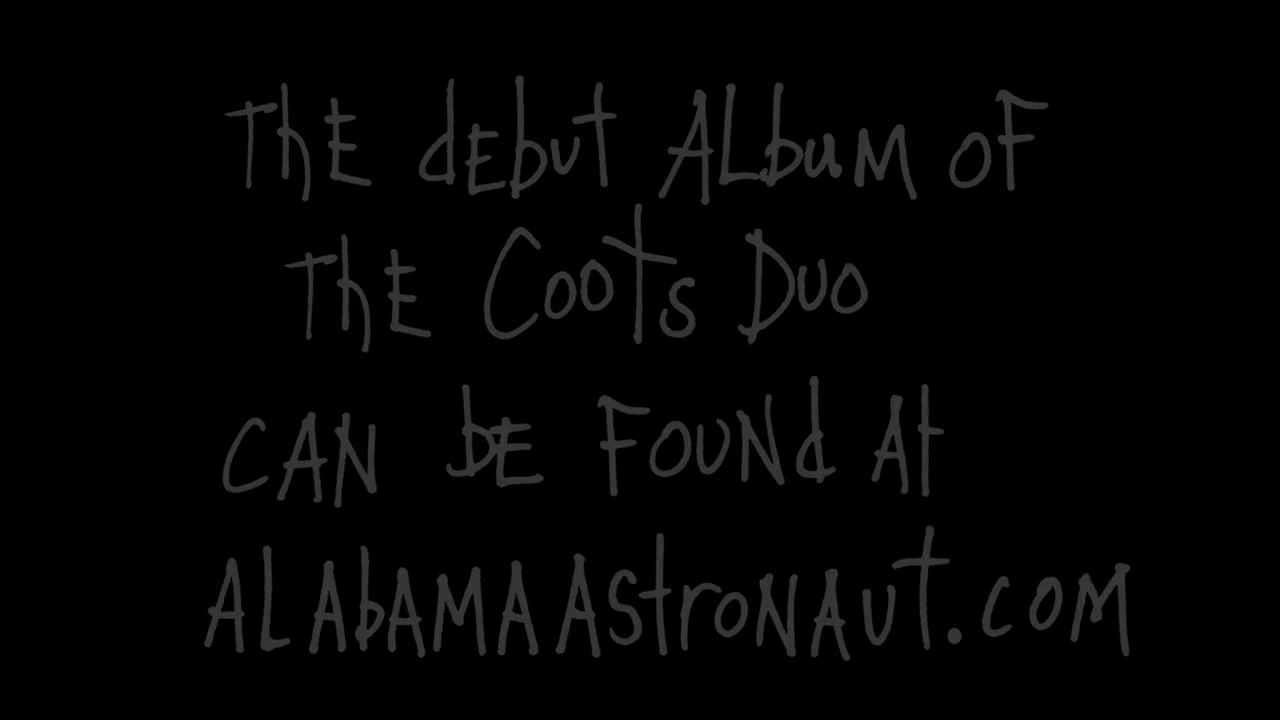 The debut Album of
The Coots Duo
CAN bE Found At
AlAbAMAAstroNAut.com